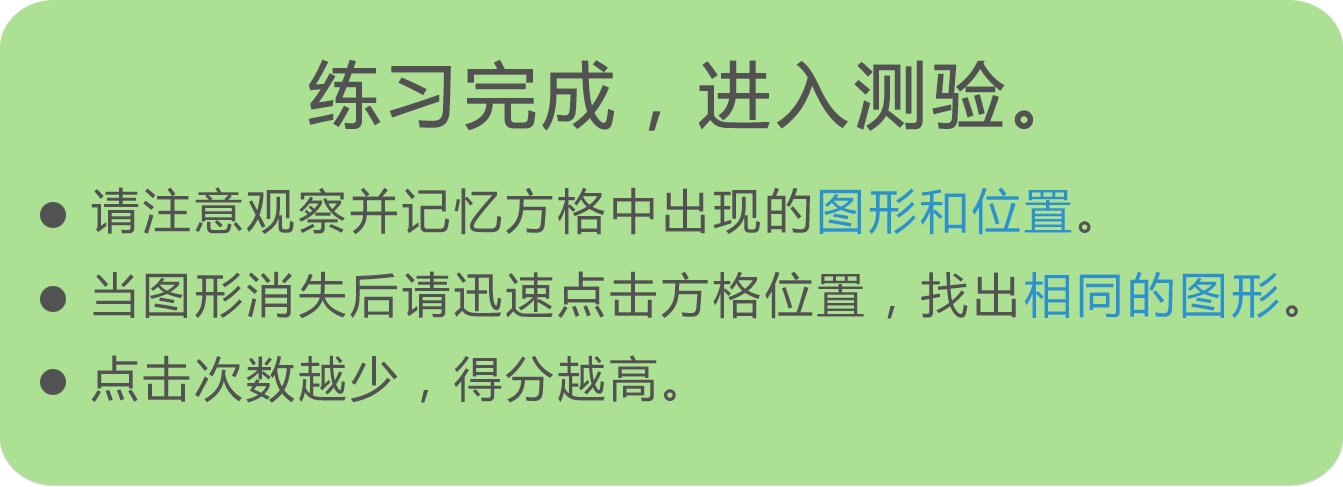 练习完成，进入测验。
● 请注意观察并记忆方格中出现的图形和位置。
● 当图形消失后请迅速点击方格位置，找出相同的图形。
● 点击次数越少，得分越高。